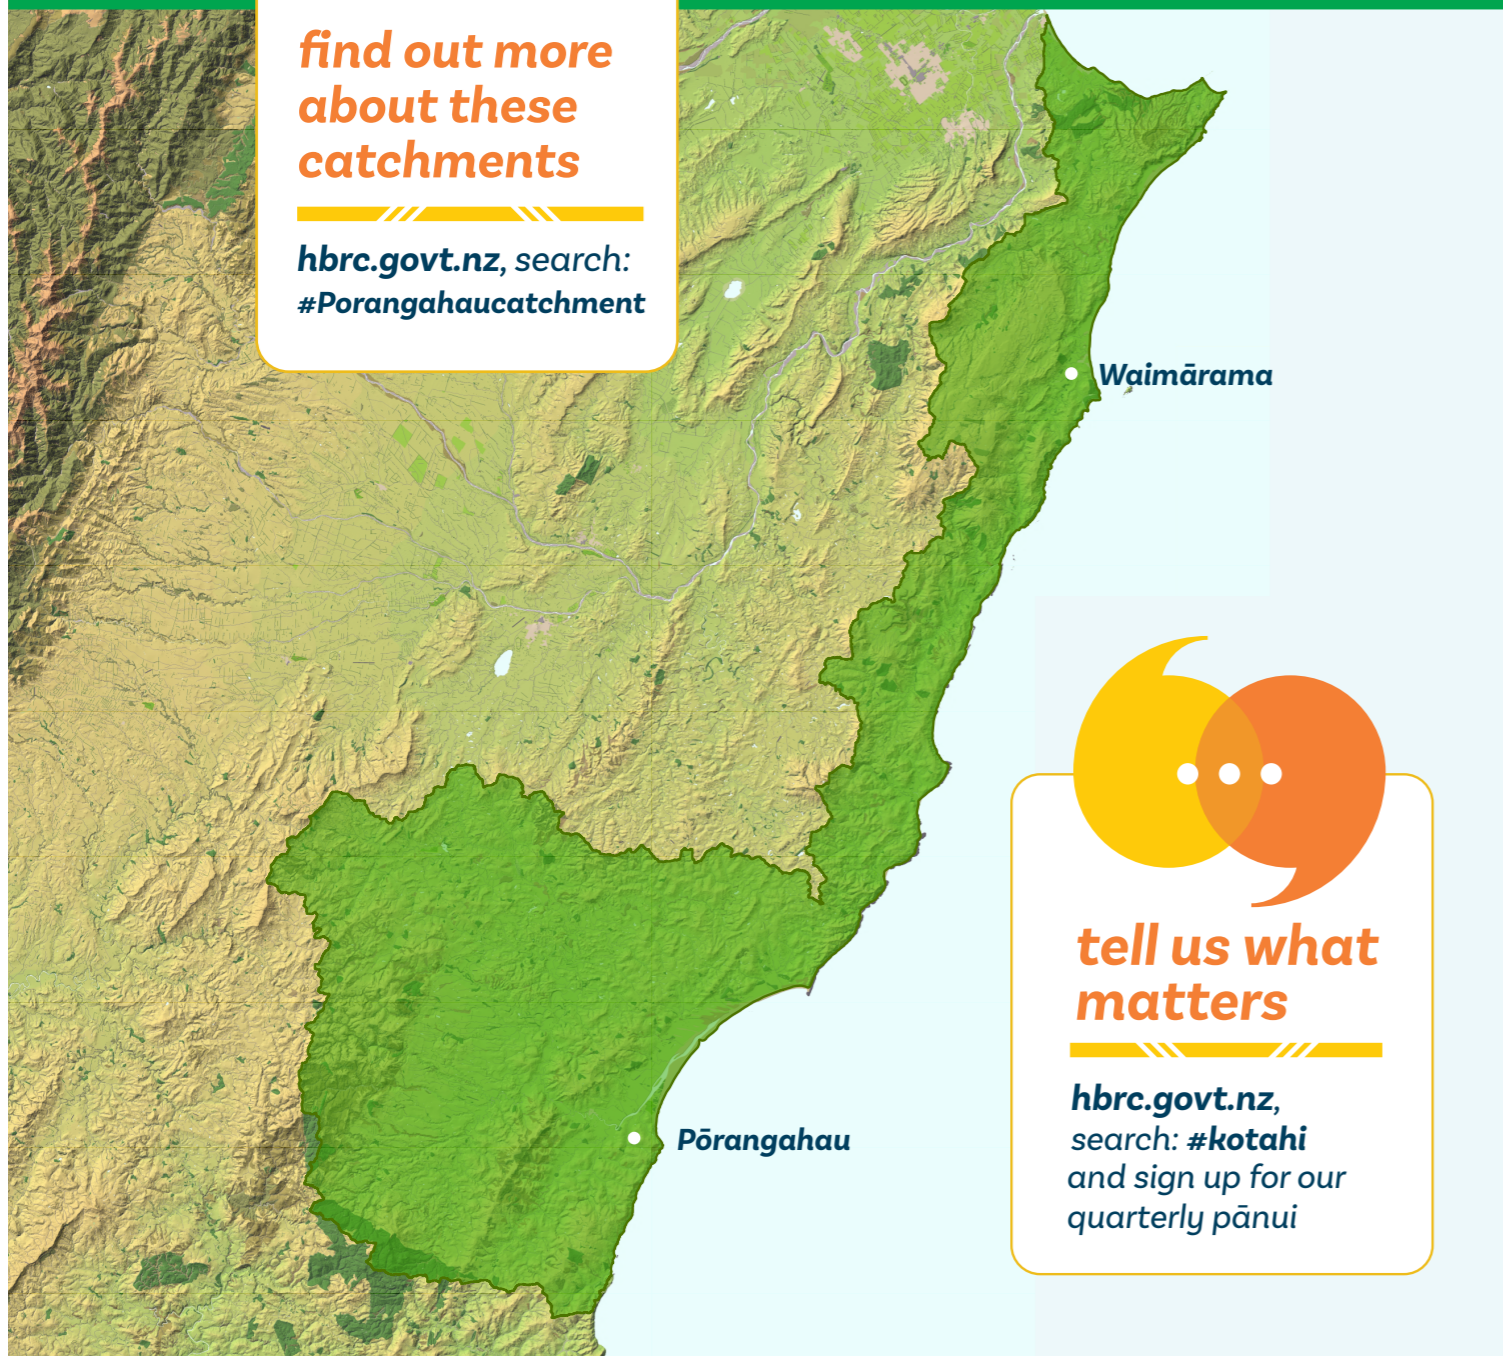 find out more
about these
catchments
hbrc.govt.nz, search:
#Porangahaucatchment
Waimārama
Pōrangahau
tell us what
matters
hbrc.govt.nz,
search: #kotahi
and sign up for our
quarterly pānui